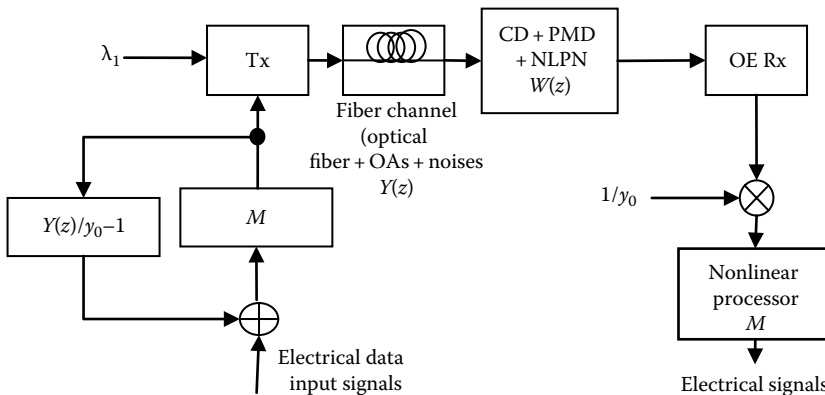 λ1
Tx
Fiber channel
(optical
fiber + OAs + noises
Y(z)
CD + PMD
+ NLPN
W(z)
OE Rx
1/y0
Nonlinear
processor
M
Electrical signals
Y(z)/y0–1
M
Electrical data
input signals